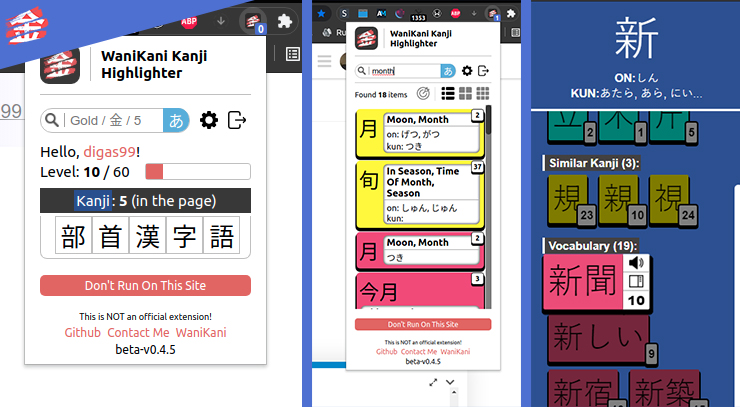 ABP
0
WaniKani Kanji
Highlighter
99
Gold / 金 / 5
あ
Hello, digas99!
Level: 10 / 60
Kanji: 5 (in the page)
部 首 漢 字 語
Don't Run On This Site
This is NOT an official extension!
Github Contact Me WaniKani
beta-v0.4.5
S
1353
ABP
1
Ru
WaniKani Kanji
Highlighter
month
あ
Found 18 items
月
2
Moon, Month
on: げつ, がつ
kun: つき
旬
37
In Season, Time
Of Month,
Season
on: しゅん, じゅん
kun:
月
2
Moon, Month
つき
今月
3
Don't Run On This Site
This is NOT an official extension!
Github Contact Me WaniKani
beta-v0.4.5
新
ON:しん
KUN:あたら, あら, にい...
立 木 斤
2 1 5
Similar Kanji (3):
規 親 視
23 10 24
Vocabulary (19):
新聞
10
新しい
9
新宿 新築